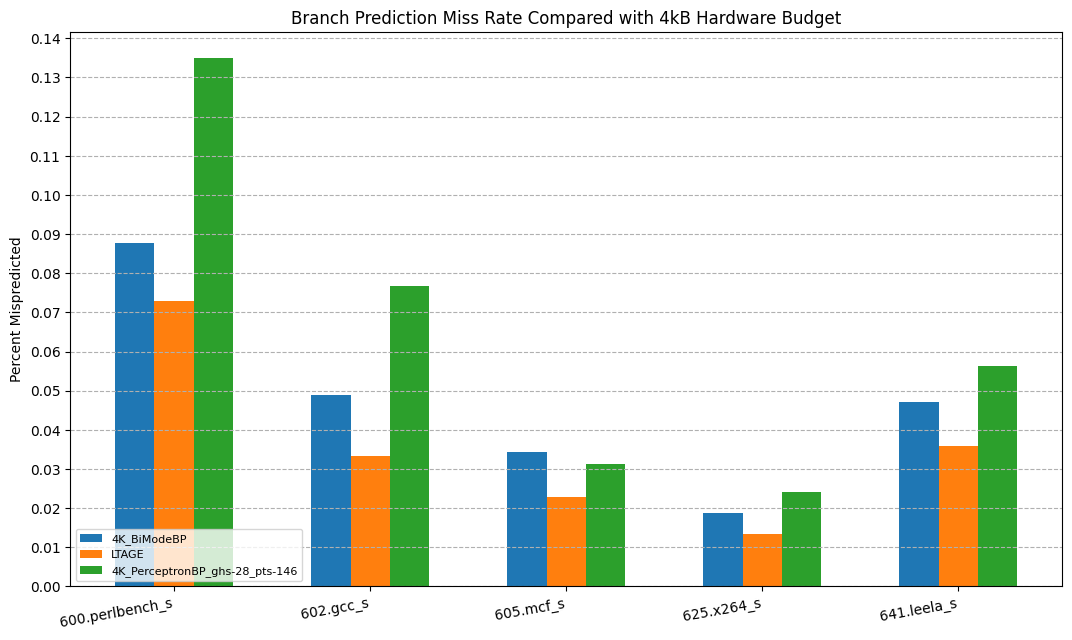 Branch Prediction Miss Rate Compared with 4kB Hardware Budget
Percent Mispredicted
0.14
0.13
0.12
0.11
0.10
0.09
0.08
0.07
0.06
0.05
0.04
0.03
0.02
0.01
0.00
4K_BiModeBP
LTAGE
4K_PerceptronBP_ghs-28_pts-146
600.perlbench_s
602.gcc_s
605.mcf_s
625.x264_s
641.leela_s